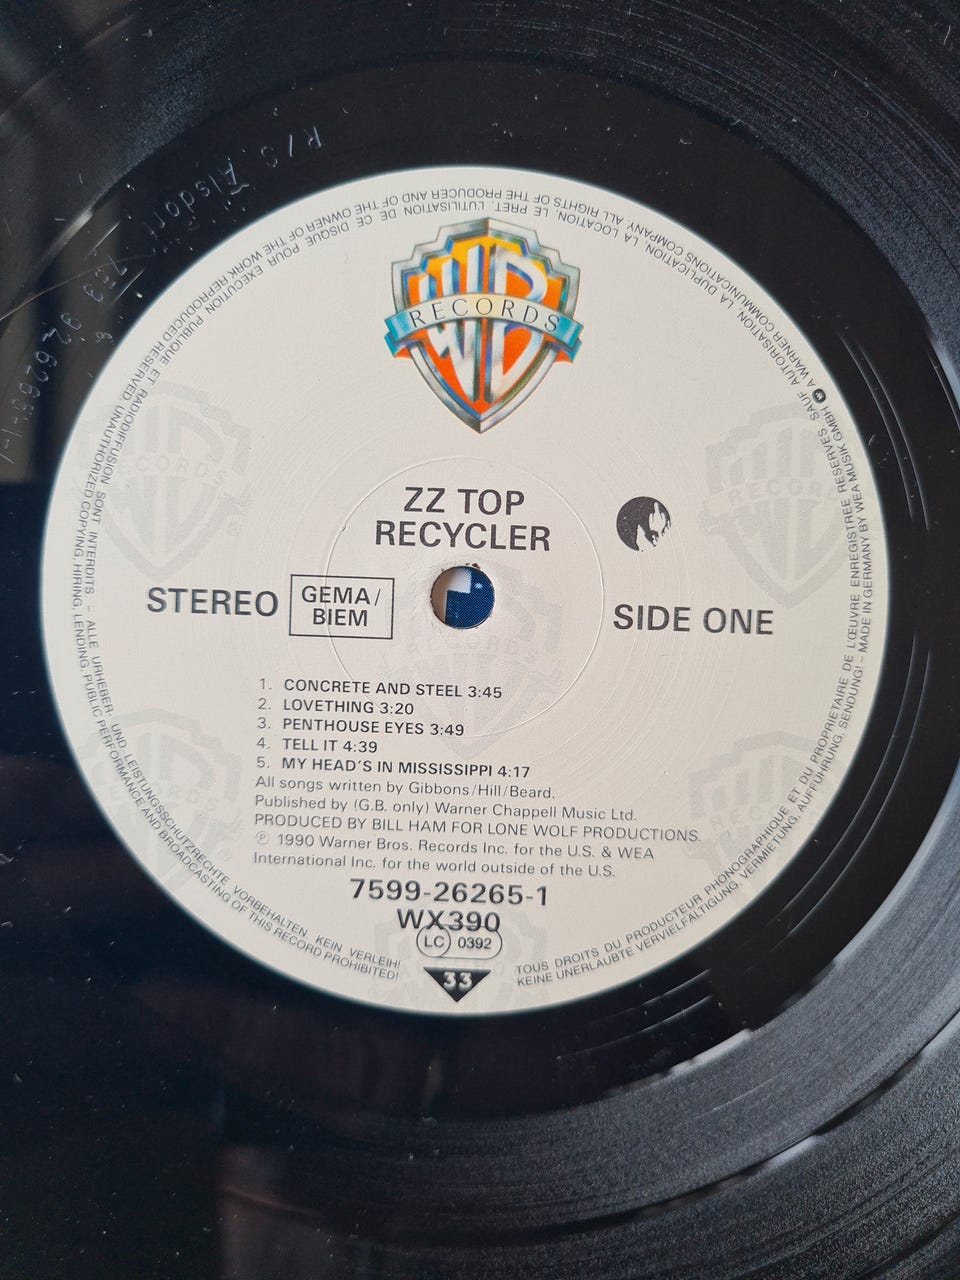 RECORDS
ZZ TOP
RECYCLER
STEREO
GEMA/
BIEM
SIDE ONE
1. CONCRETE AND STEEL 3:45
2. LOVETHING 3:20
3. PENTHOUSE EYES 3:49
4. TELL IT 4:39
5. MY HEAD'S IN MISSISSIPPI 4:17
All songs written by Gibbons/Hill/Beard.
Published by (G.B. only) Warner Chappell Music Ltd.
PRODUCED BY BILL HAM FOR LONE WOLF PRODUCTIONS.
℗ 1990 Warner Bros. Records Inc. for the U.S. & WEA
International Inc. for the world outside of the U.S.
7599-26265-1
WX390
LC 0392
33
TOUS DROITS DU PRODUCTEUR PHONOGRAPHIQUE ET DU PROPRIETAIRE DE L'ŒUVRE ENREGISTREE RESERVES. SAUF AUTORISATION, LA DUPLICATION, LA LOCATION, LE PRET, L'UTILISATION DE CE DISQUE POUR EXECUTION PUBLIQUE ET RADIODIFFUSION SONT INTERDITS. – ALLE URHEBER- UND LEISTUNGSSCHUTZRECHTE VORBEHALTEN KEIN VERLEIH!
KEINE UNERLAUBTE VERVIELFÄLTIGUNG, VERMIETUNG, AUFFÜHRUNG, SENDUNG! – MADE IN GERMANY BY WEA MUSIK GMBH A WARNER COMMUNICATIONS COMPANY. ALL RIGHTS OF THE PRODUCER AND OF THE OWNER OF THE WORK REPRODUCED RESERVED. UNAUTHORIZED COPYING, HIRING, LENDING, PUBLIC PERFORMANCE AND BROADCASTING OF THIS RECORD PROHIBITED!
R/S Alsdorf